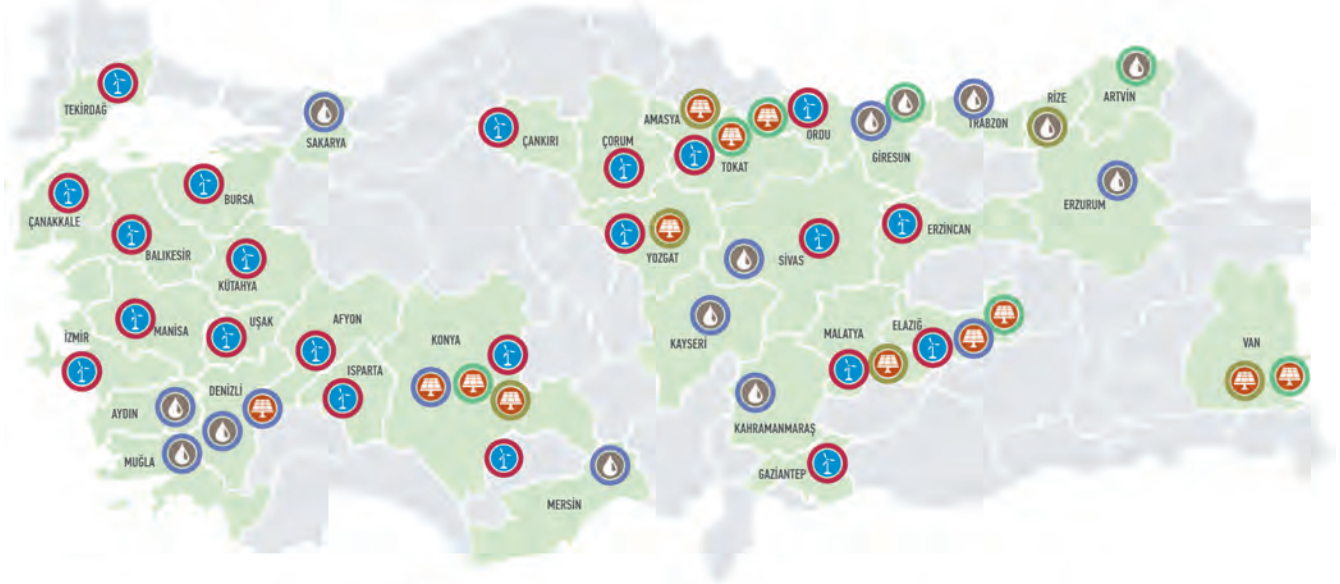 TEKİRDAĞ
SAKARYA
ÇANKIRI
ÇORUM
AMASYA
TOKAT
ORDU
GİRESUN
TRABZON
RİZE
ARTVİN
ÇANAKKALE
BURSA
BALIKESİR
KÜTAHYA
YOZGAT
SİVAS
ERZİNCAN
ERZURUM
İZMİR
MANİSA
UŞAK
AFYON
KONYA
KAYSERİ
MALATYA
ELAZIĞ
VAN
ISPARTA
DENİZLİ
AYDIN
MUĞLA
KAHRAMANMARAŞ
GAZİANTEP
MERSİN